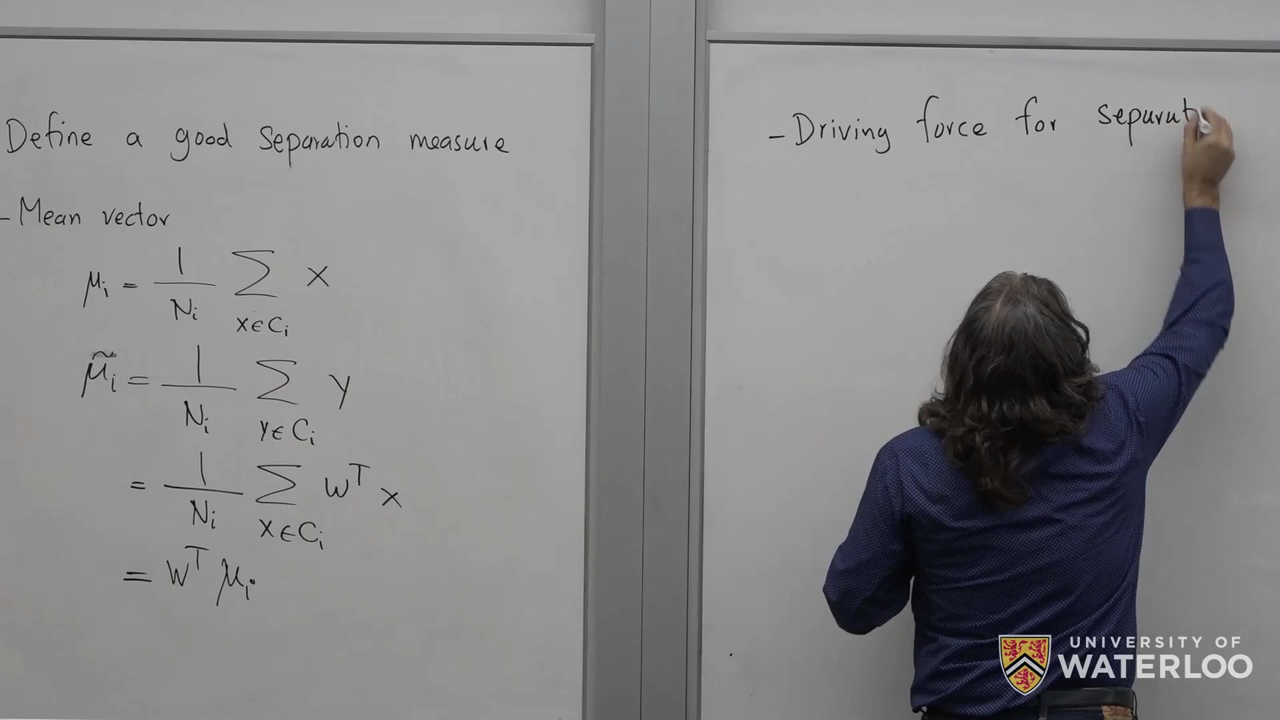 Define a good separation measure
- Mean vector
μᵢ = 1/Nᵢ ∑ x∈Cᵢ x
μ̃ᵢ = 1/Nᵢ ∑ y∈Cᵢ y
= 1/Nᵢ ∑ x∈Cᵢ wᵀ x
= wᵀ μᵢ
- Driving force for separat
UNIVERSITY OF
WATERLOO